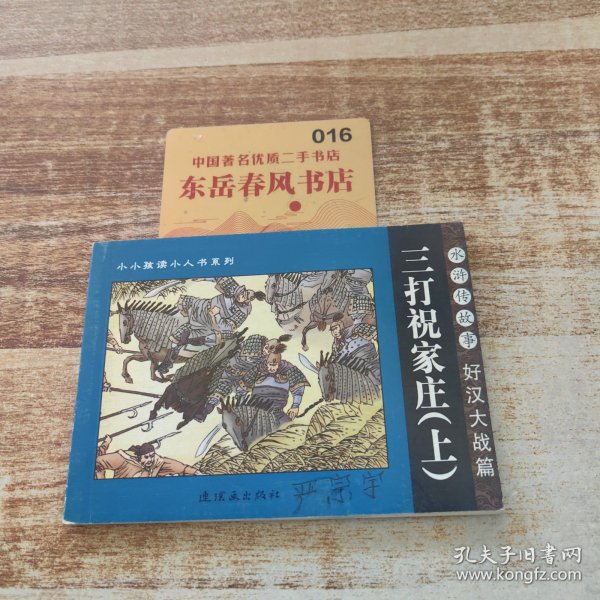 016
中国著名优质二手书店
东岳春风书店
小小孩读小人书系列
水浒传故事
好汉大战篇
三打祝家庄(上)
连环画出版社
严宗宇
孔夫子旧书网
www.kongfz.com